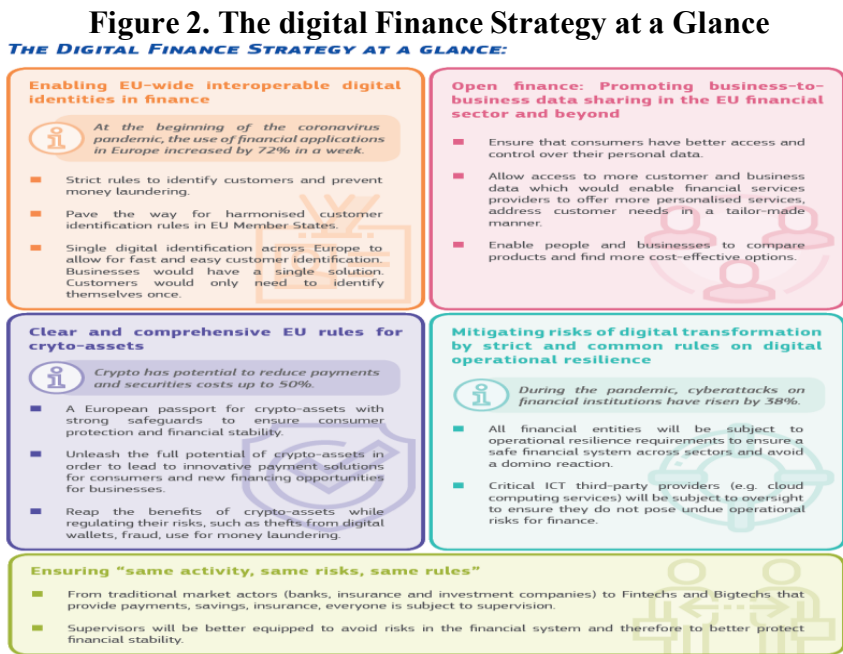 Figure 2. The digital Finance Strategy at a Glance
THE DIGITAL FINANCE STRATEGY AT A GLANCE:
Enabling EU-wide interoperable digital
identities in finance
At the beginning of the coronavirus
pandemic, the use of financial applications
in Europe increased by 72% in a week.
Strict rules to identify customers and prevent
money laundering.
Pave the way for harmonised customer
identification rules in EU Member States.
Single digital identification across Europe to
allow for fast and easy customer identification.
Businesses would have a single solution.
Customers would only need to identify
themselves once.
Open finance: Promoting business-to-
business data sharing in the EU financial
sector and beyond
Ensure that consumers have better access and
control over their personal data.
Allow access to more customer and business
data which would enable financial services
providers to offer more personalised services,
address customer needs in a tailor-made
manner.
Enable people and businesses to compare
products and find more cost-effective options.
Clear and comprehensive EU rules for
cryto-assets
Crypto has potential to reduce payments
and securities costs up to 50%.
A European passport for crypto-assets with
strong safeguards to ensure consumer
protection and financial stability.
Unleash the full potential of crypto-assets in
order to lead to innovative payment solutions
for consumers and new financing opportunities
for businesses.
Reap the benefits of crypto-assets while
regulating their risks, such as thefts from digital
wallets, fraud, use for money laundering.
Mitigating risks of digital transformation
by strict and common rules on digital
operational resilience
During the pandemic, cyberattacks on
financial institutions have risen by 38%.
All financial entities will be subject to
operational resilience requirements to ensure a
safe financial system across sectors and avoid
a domino reaction.
Critical ICT third-party providers (e.g. cloud
computing services) will be subject to oversight
to ensure they do not pose undue operational
risks for finance.
Ensuring "same activity, same risks, same rules"
From traditional market actors (banks, insurance and investment companies) to Fintechs and Bigtechs that
provide payments, savings, insurance, everyone is subject to supervision.
Supervisors will be better equipped to avoid risks in the financial system and therefore to better protect
financial stability.